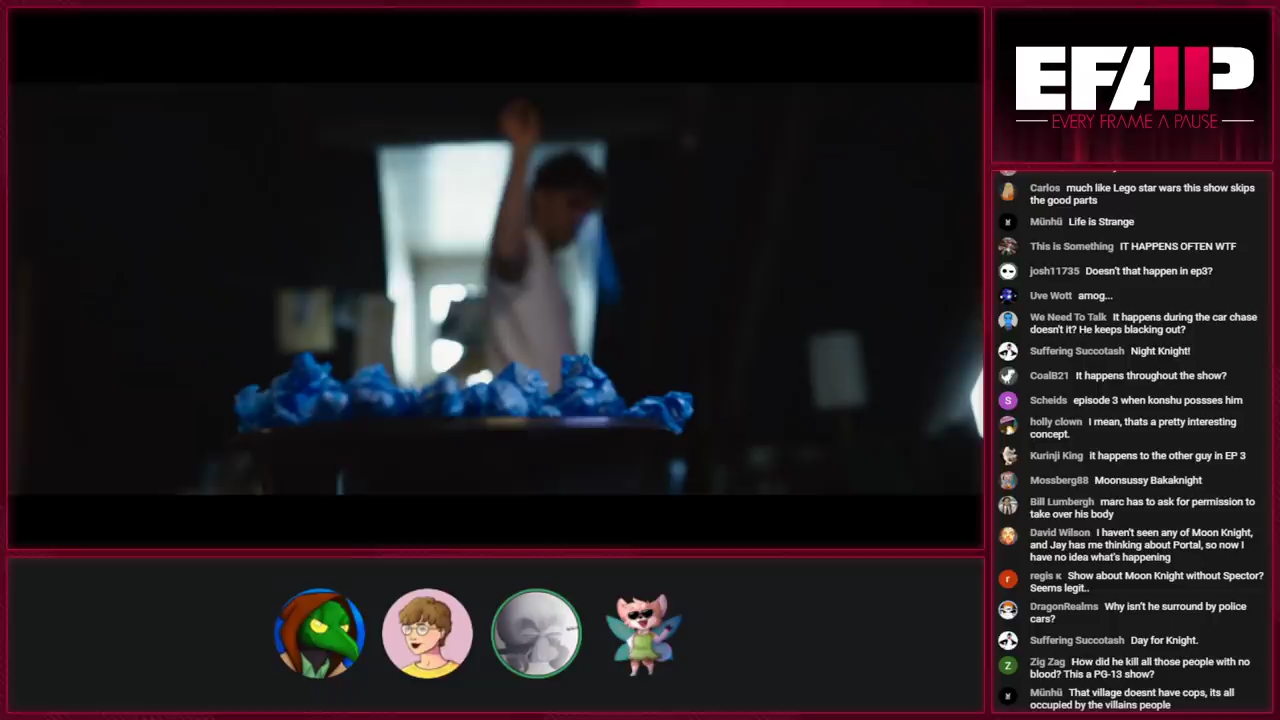 EFAP
EVERY FRAME A PAUSE
Carlos much like Lego star wars this show skips
the good parts
Münhü Life is Strange
This is Something IT HAPPENS OFTEN WTF
josh11735 Doesn't that happen in ep3?
Uve Wott amog...
We Need To Talk It happens during the car chase
doesn't it? He keeps blacking out?
Suffering Succotash Night Knight!
CoalB21 It happens throughout the show?
S
Scheids episode 3 when konshu possses him
holly clown I mean, thats a pretty interesting
concept.
Kurinji King it happens to the other guy in EP 3
Mossberg88 Moonsussy Bakaknight
Bill Lumbergh marc has to ask for permission to
take over his body
David Wilson I haven't seen any of Moon Knight,
and Jay has me thinking about Portal, so now I
have no idea what's happening
r
regis ĸ Show about Moon Knight without Spector?
Seems legit..
DragonRealms Why isn't he surround by police
cars?
Suffering Succotash Day for Knight.
Z
Zig Zag How did he kill all those people with no
blood? This a PG-13 show?
Münhü That village doesnt have cops, its all
occupied by the villains people